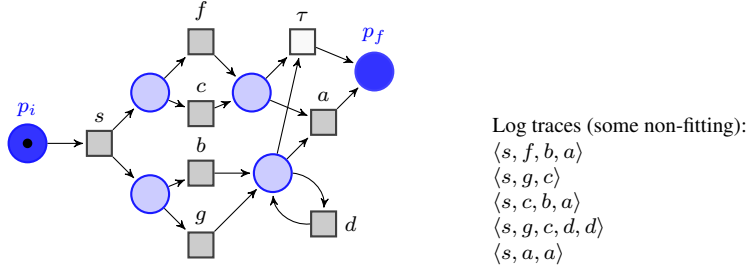 f
τ
p_f
c
a
p_i
s
b
g
d
Log traces (some non-fitting):
⟨s, f, b, a⟩
⟨s, g, c⟩
⟨s, c, b, a⟩
⟨s, g, c, d, d⟩
⟨s, a, a⟩